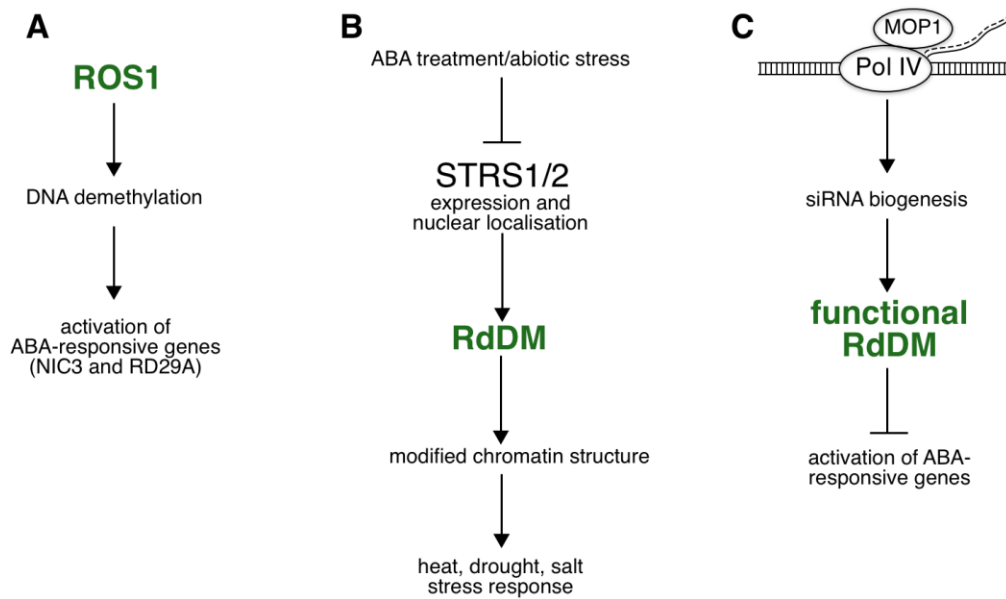 A
ROS1
DNA demethylation
activation of
ABA-responsive genes
(NIC3 and RD29A)
B
ABA treatment/abiotic stress
STRS1/2
expression and
nuclear localisation
RdDM
modified chromatin structure
heat, drought, salt
stress response
C
MOP1
Pol IV
siRNA biogenesis
functional
RdDM
activation of ABA-
responsive genes